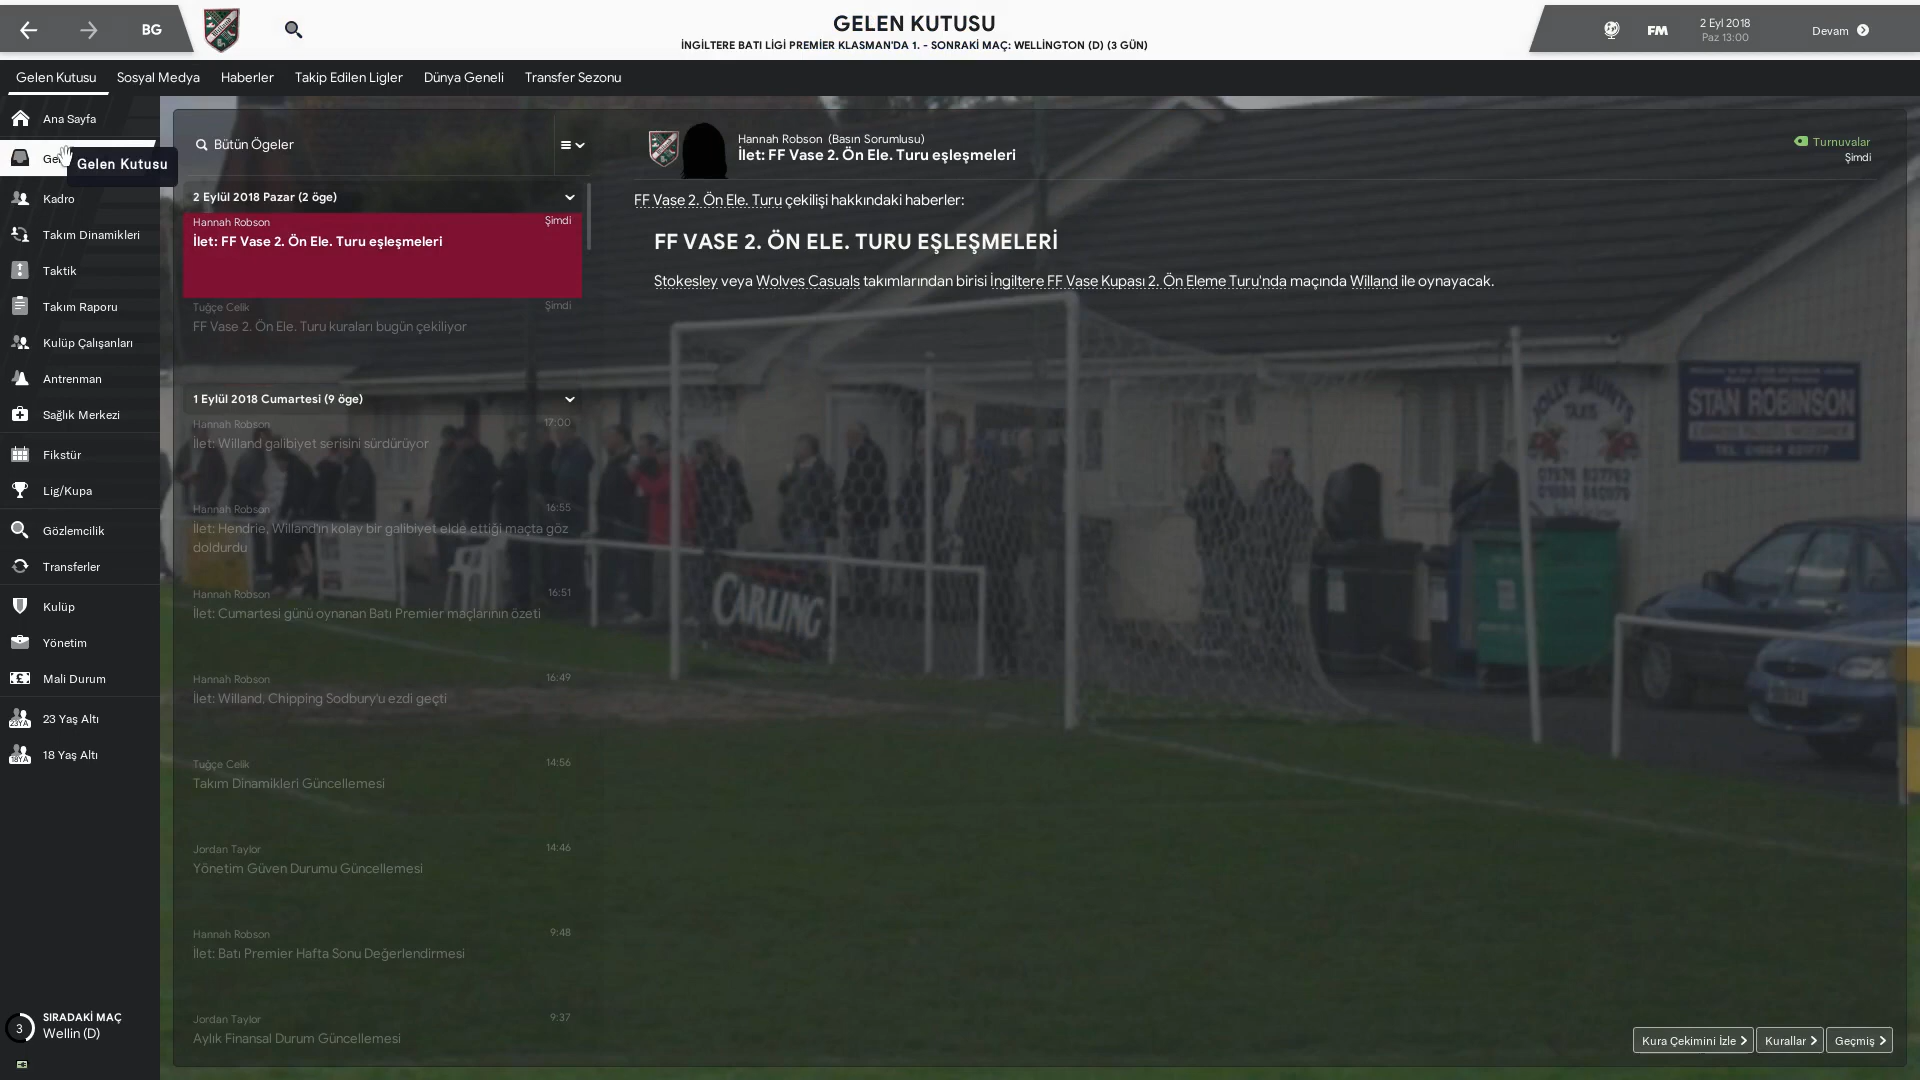 BG
GELEN KUTUSU
İNGİLTERE BATI LİGİ PREMİER KLASMAN'DA 1. - SONRAKİ MAÇ: WELLİNGTON (D) (3 GÜN)
FM
2 Eyl 2018
Paz 13:00
Devam
Gelen Kutusu
Sosyal Medya
Haberler
Takip Edilen Ligler
Dünya Geneli
Transfer Sezonu
Ana Sayfa
Gelen Kutusu
Kadro
Takım Dinamikleri
Taktik
Takım Raporu
Kulüp Çalışanları
Antrenman
Sağlık Merkezi
Fikstür
Lig/Kupa
Gözlemcilik
Transferler
Kulüp
Yönetim
Mali Durum
23YA
23 Yaş Altı
18YA
18 Yaş Altı
3
SIRADAKİ MAÇ
Wellin (D)
Bütün Ögeler
2 Eylül 2018 Pazar (2 öge)
Hannah Robson
Şimdi
İlet: FF Vase 2. Ön Ele. Turu eşleşmeleri
Tuğçe Celik
Şimdi
FF Vase 2. Ön Ele. Turu kuraları bugün çekiliyor
1 Eylül 2018 Cumartesi (9 öge)
Hannah Robson
17:00
İlet: Willand galibiyet serisini sürdürüyor
Hannah Robson
16:55
İlet: Hendrie, Willand'ın kolay bir galibiyet elde ettiği maçta göz
doldurdu
Hannah Robson
16:51
İlet: Cumartesi günü oynanan Batı Premier maçlarının özeti
Hannah Robson
16:49
İlet: Willand, Chipping Sodbury'u ezdi geçti
Tuğçe Celik
14:56
Takım Dinamikleri Güncellemesi
Jordan Taylor
14:46
Yönetim Güven Durumu Güncellemesi
Hannah Robson
9:48
İlet: Batı Premier Hafta Sonu Değerlendirmesi
Jordan Taylor
9:37
Aylık Finansal Durum Güncellemesi
Hannah Robson (Basın Sorumlusu)
İlet: FF Vase 2. Ön Ele. Turu eşleşmeleri
Turnuvalar
Şimdi
FF Vase 2. Ön Ele. Turu çekilişi hakkındaki haberler:
FF VASE 2. ÖN ELE. TURU EŞLEŞMELERİ
Stokesley veya Wolves Casuals takımlarından birisi İngiltere FF Vase Kupası 2. Ön Eleme Turu'nda maçında Willand ile oynayacak.
JOLLY JAUNTS
TAXIS
STAN ROBINSON
CARLING
Kura Çekimini İzle
Kurallar
Geçmiş